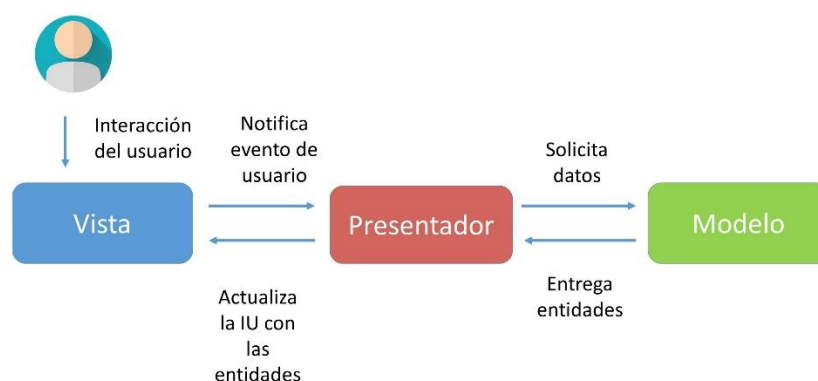 Interacción
del usuario
Notifica
evento de
usuario
Solicita
datos
Vista
Presentador
Modelo
Actualiza
la IU con
las
entidades
Entrega
entidades